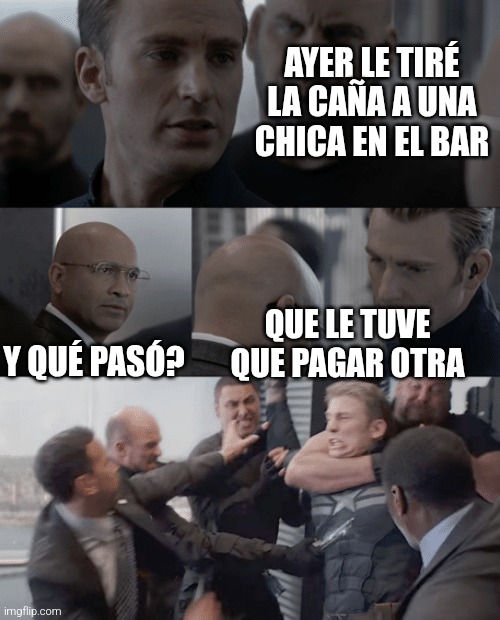 AYER LE TIRÉ
LA CAÑA A UNA
CHICA EN EL BAR
Y QUÉ PASÓ?
QUE LE TUVE
QUE PAGAR OTRA
imgflip.com